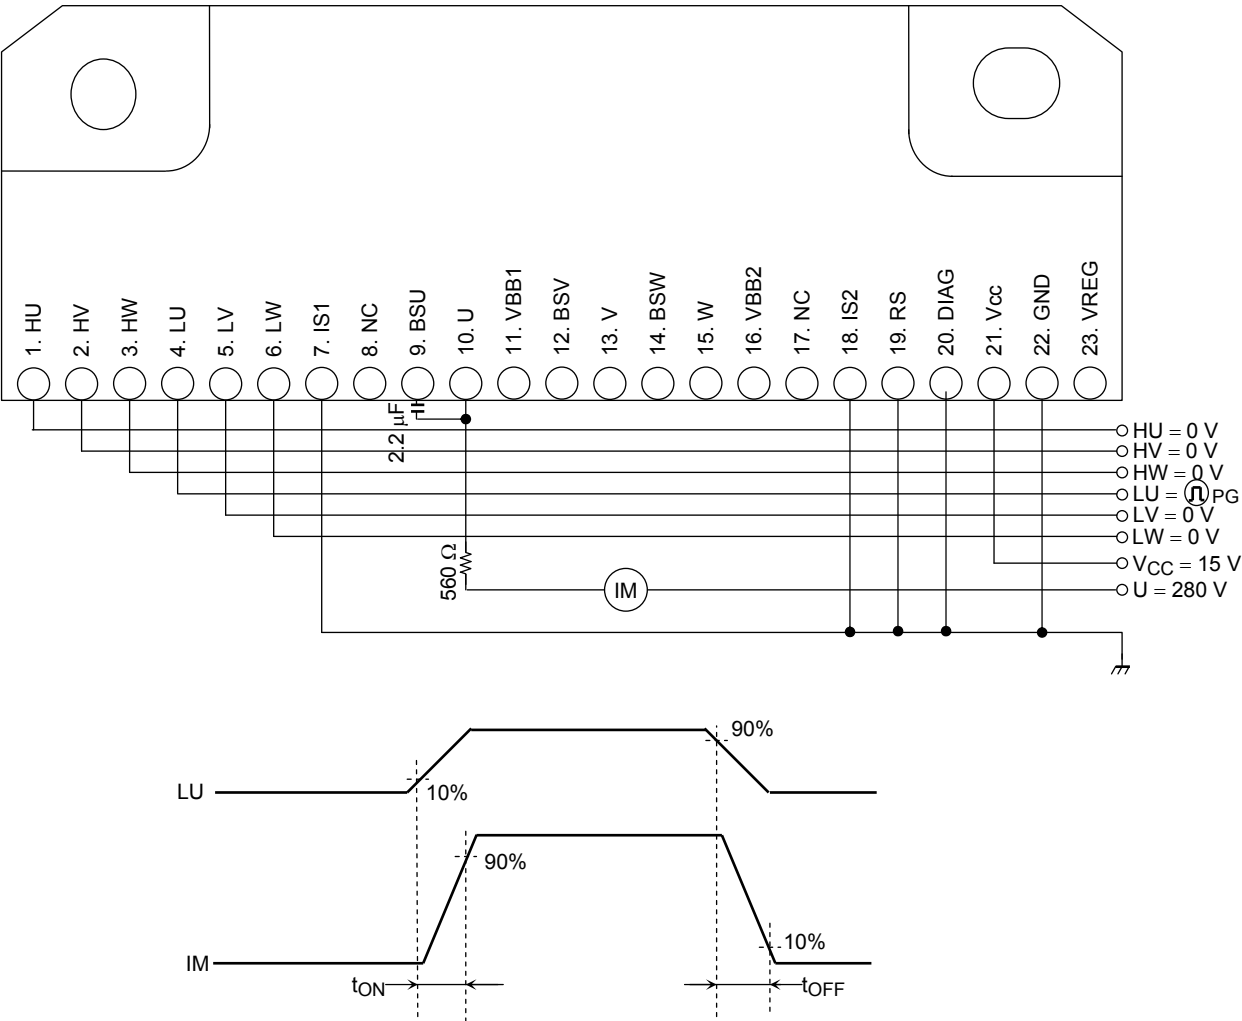 1. HU
2. HV
3. HW
4. LU
5. LV
6. LW
7. IS1
8. NC
9. BSU
10. U
11. VBB1
12. BSV
13. V
14. BSW
15. W
16. VBB2
17. NC
18. IS2
19. RS
20. DIAG
21. Vcc
22. GND
23. VREG
2.2 μF
HU = 0 V
HV = 0 V
HW = 0 V
LU = PG
LV = 0 V
LW = 0 V
VCC = 15 V
560 Ω
IM
U = 280 V
90%
LU
10%
90%
10%
IM
tON
tOFF